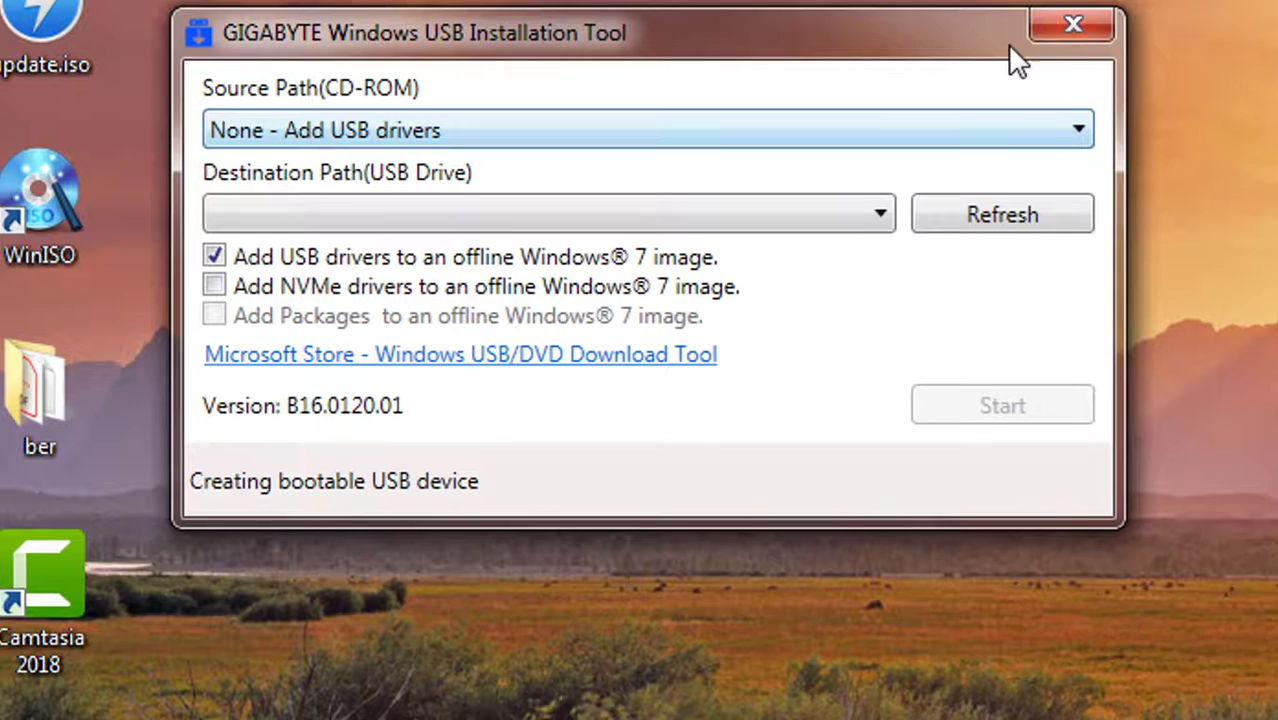 GIGABYTE Windows USB Installation Tool
update.iso
Source Path(CD-ROM)
None - Add USB drivers
Destination Path(USB Drive)
Refresh
Add USB drivers to an offline Windows® 7 image.
Add NVMe drivers to an offline Windows® 7 image.
Add Packages to an offline Windows® 7 image.
Microsoft Store - Windows USB/DVD Download Tool
Version: B16.0120.01
Start
Creating bootable USB device
ISO
WinISO
ber
Camtasia
2018